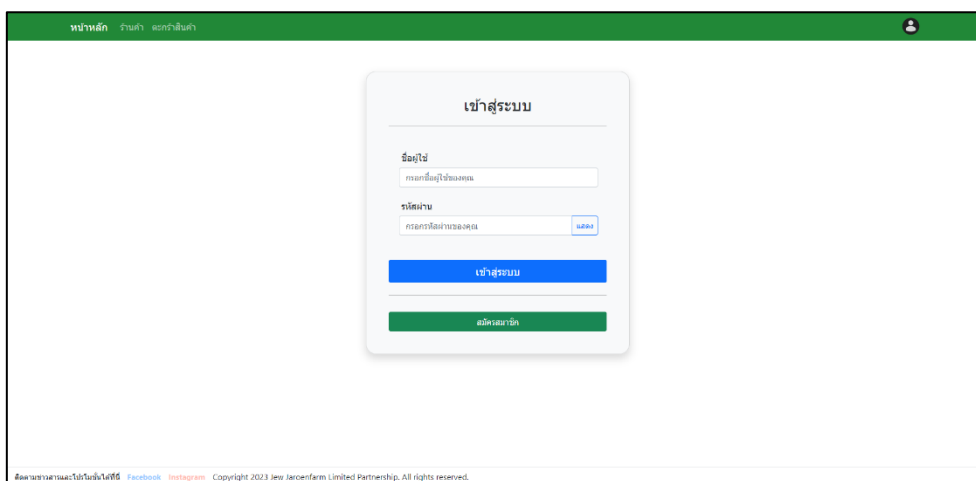 หน้าหลัก ร้านค้า ตะกร้าสินค้า
เข้าสู่ระบบ
ชื่อผู้ใช้
กรอกชื่อผู้ใช้ของคุณ
รหัสผ่าน
กรอกรหัสผ่านของคุณ แสดง
เข้าสู่ระบบ
สมัครสมาชิก
ติดตามข่าวสารและโปรโมชั่นได้ที่นี่ Facebook Instagram Copyright 2023 Jew Jaroenfarm Limited Partnership. All rights reserved.